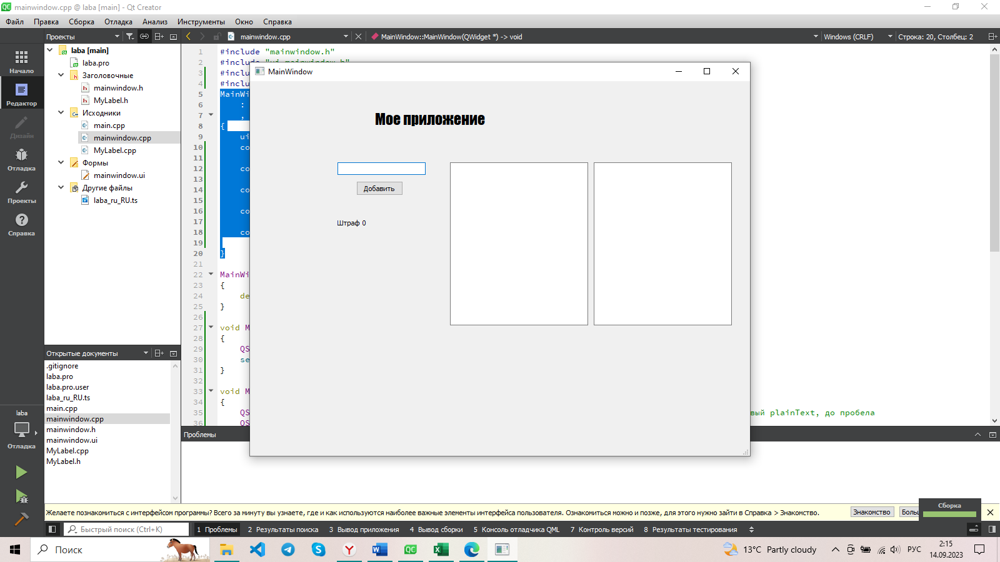 mainwindow.cpp @ laba [main] - Qt Creator
Файл Правка Сборка Отладка Анализ Инструменты Окно Справка
Проекты
mainwindow.cpp
MainWindow::MainWindow(QWidget *) -> void
Windows (CRLF)
Строка: 20, Столбец: 2
Начало
Редактор
Дизайн
Отладка
Проекты
Справка
laba
Отладка
laba [main]
laba.pro
Заголовочные
mainwindow.h
MyLabel.h
Исходники
main.cpp
mainwindow.cpp
MyLabel.cpp
Формы
mainwindow.ui
Другие файлы
laba_ru_RU.ts
Открытые документы
.gitignore
laba.pro
laba.pro.user
laba_ru_RU.ts
main.cpp
mainwindow.cpp
mainwindow.h
mainwindow.ui
MyLabel.cpp
MyLabel.h
1 #include "mainwindow.h"
2 #include "ui_mainwindow.h"
3 #inclu
4 #inclu
5 MainWi
6 :
7 ,
8 {
9 ui
10 co
11
12 co
13
14 co
15
16 co
17
18 co
19
20 }
21
22 MainWi
23 {
24 de
25 }
26
27 void M
28 {
29 QS
30 se
31 }
32
33 void M
34 {
35 QS вый plainText, до пробела
36 QS
MainWindow
Мое приложение
Добавить
Штраф 0
Проблемы
Желаете познакомиться с интерфейсом программы? Всего за минуту вы узнаете, где и как используются наиболее важные элементы интерфейса пользователя. Ознакомиться можно и позже, для этого нужно зайти в Справка > Знакомство.
Знакомство
Боль
Сборка
Быстрый поиск (Ctrl+K)
1 Проблемы 2 Результаты поиска 3 Вывод приложения 4 Вывод сборки 5 Консоль отладчика QML 7 Контроль версий 8 Результаты тестирования
Поиск
13°C Partly cloudy
РУС
2:15
14.09.2023